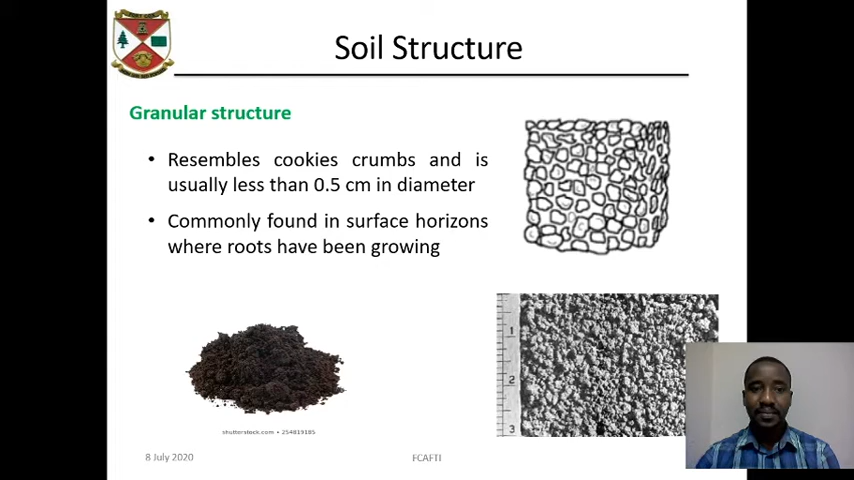 Soil Structure
Granular structure
• Resembles cookies crumbs and is
usually less than 0.5 cm in diameter
• Commonly found in surface horizons
where roots have been growing
1
2
3
shutterstock.com • 254819185
8 July 2020
FCAFTI